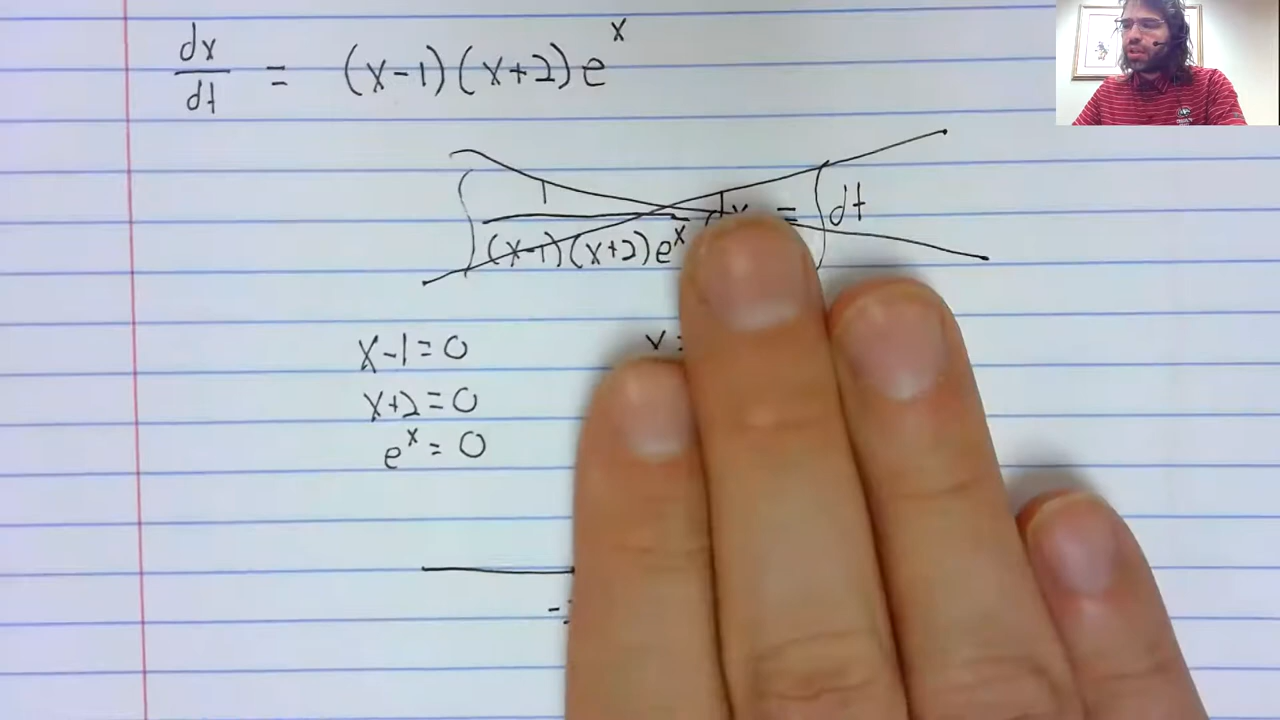 dx/dt = (x-1)(x+2)e^x
∫ 1/((x-1)(x+2)e^x) dx = ∫ dt
x-1=0
x+2=0
e^x=0